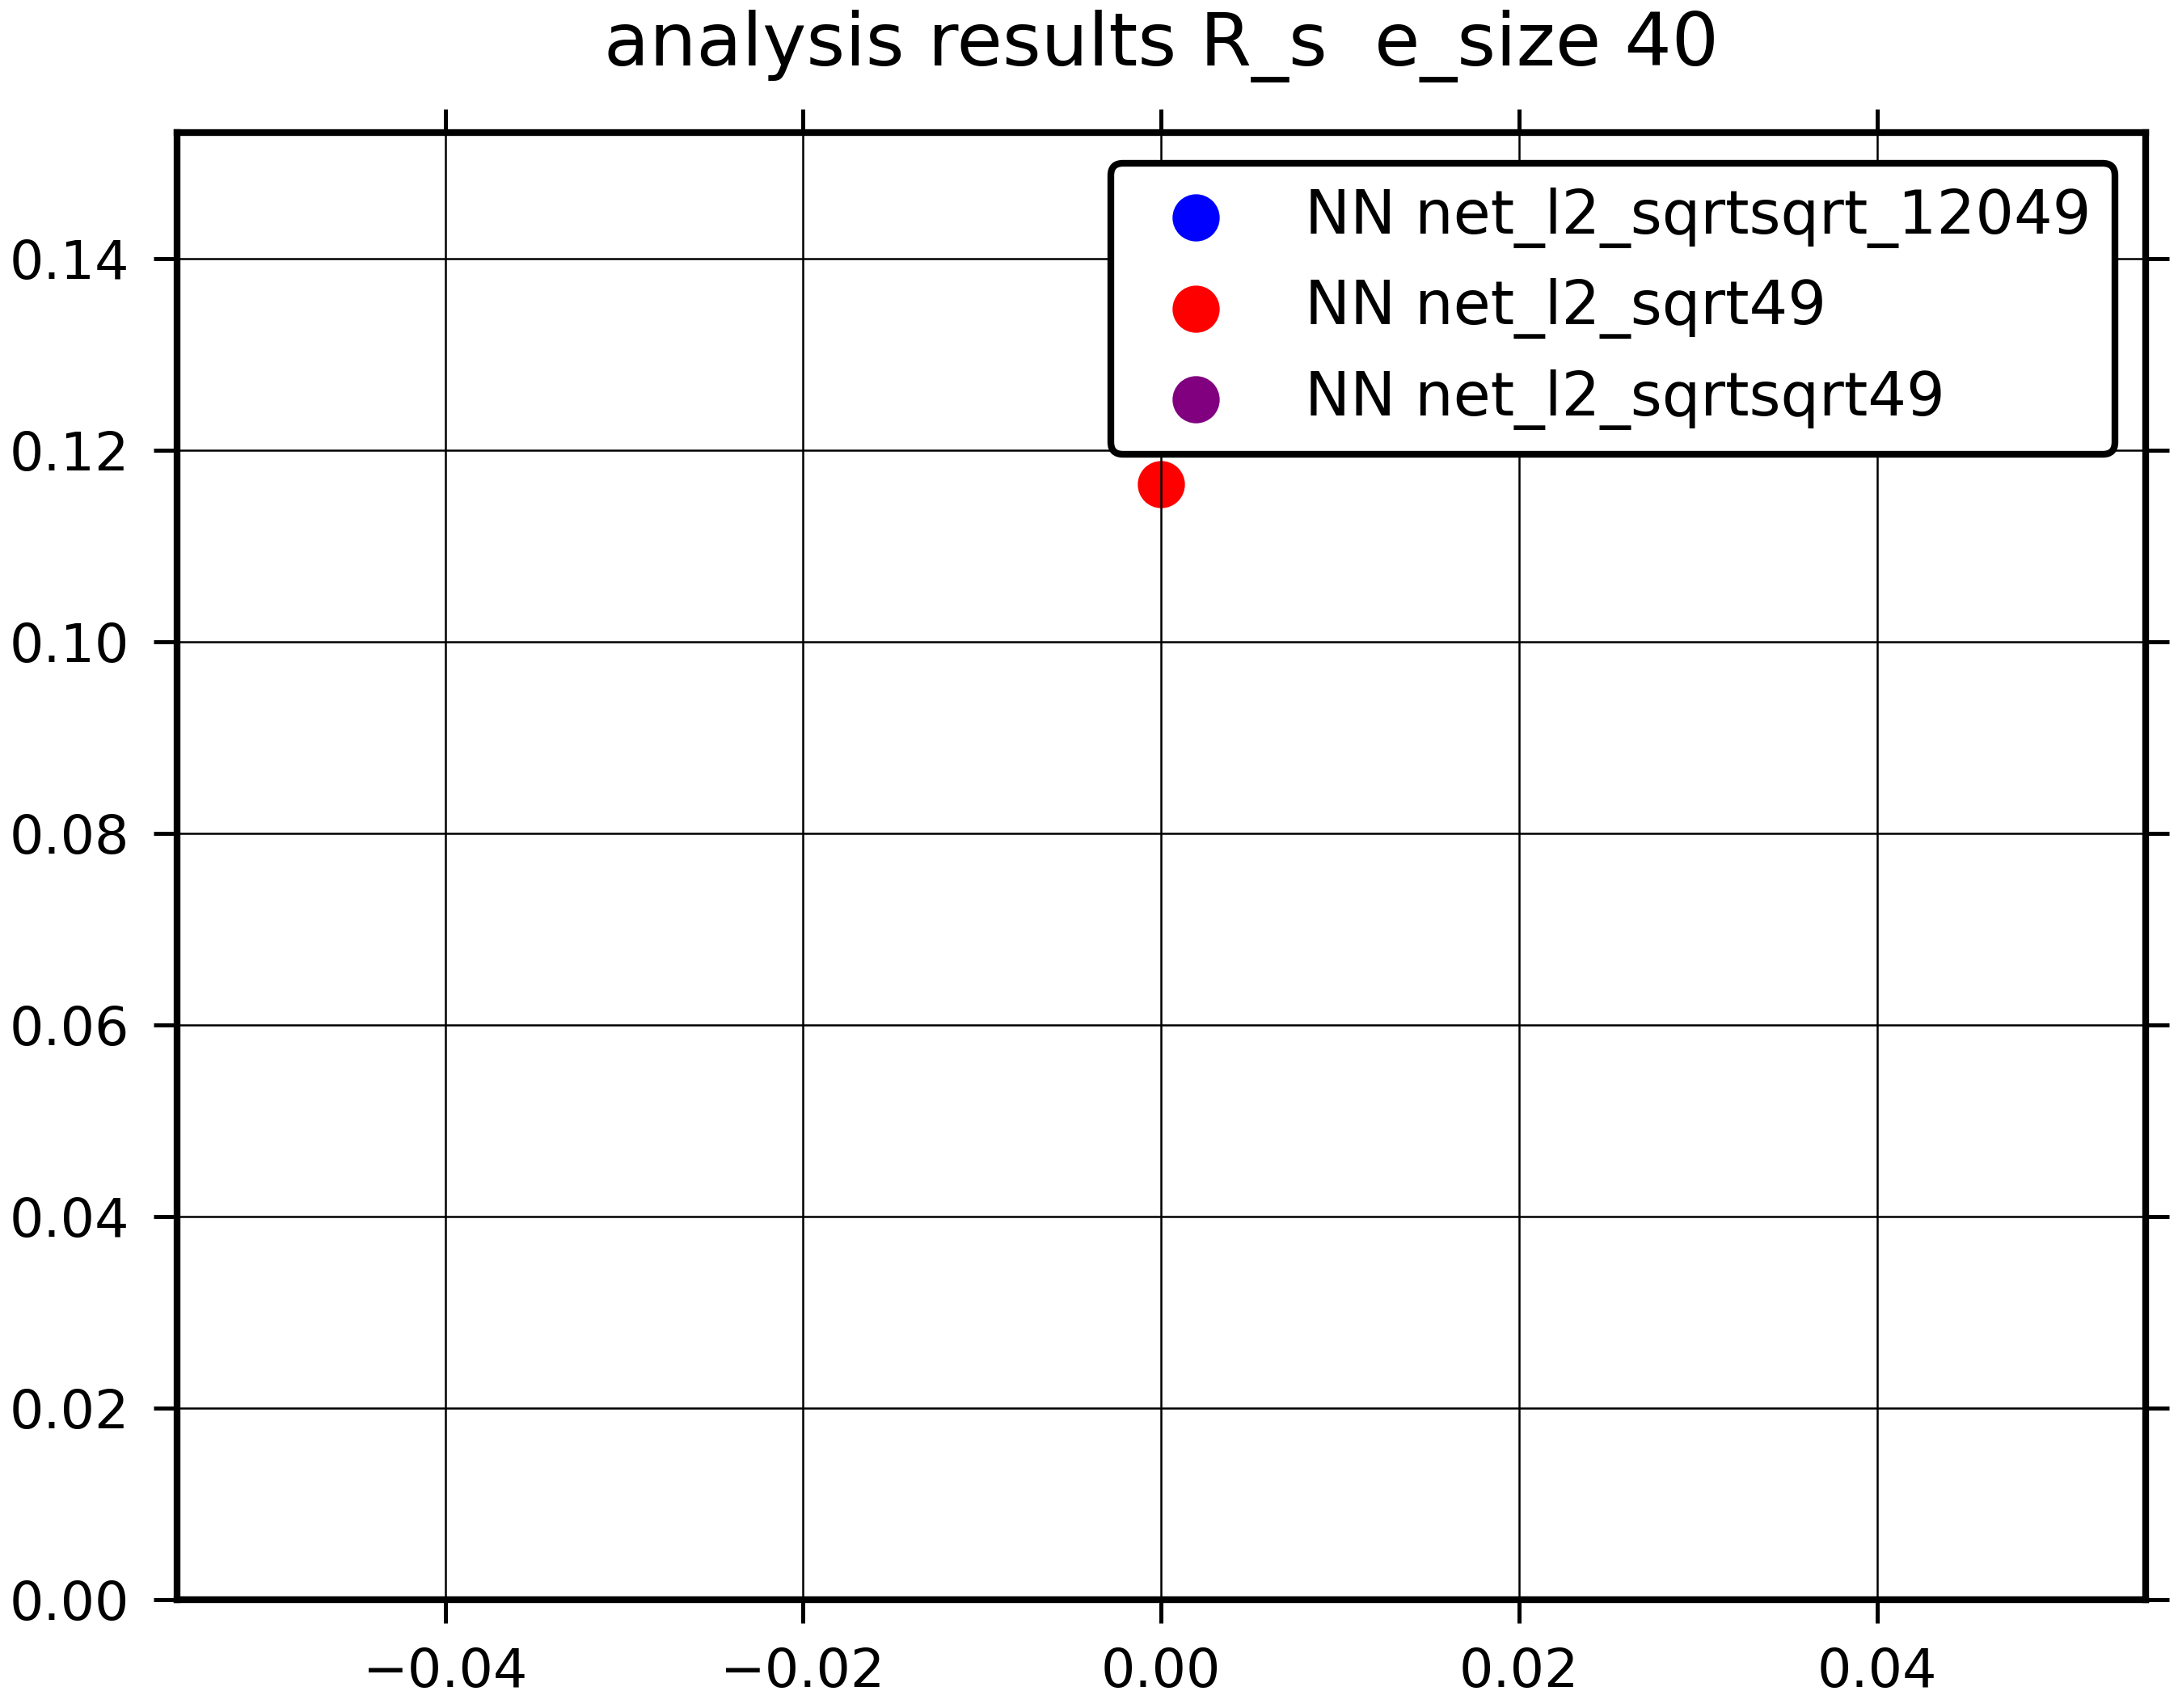 analysis results R_s  e_size 40
NN net_l2_sqrtsqrt_12049
NN net_l2_sqrt49
NN net_l2_sqrtsqrt49
0.14
0.12
0.10
0.08
0.06
0.04
0.02
0.00
−0.04 −0.02 0.00 0.02 0.04